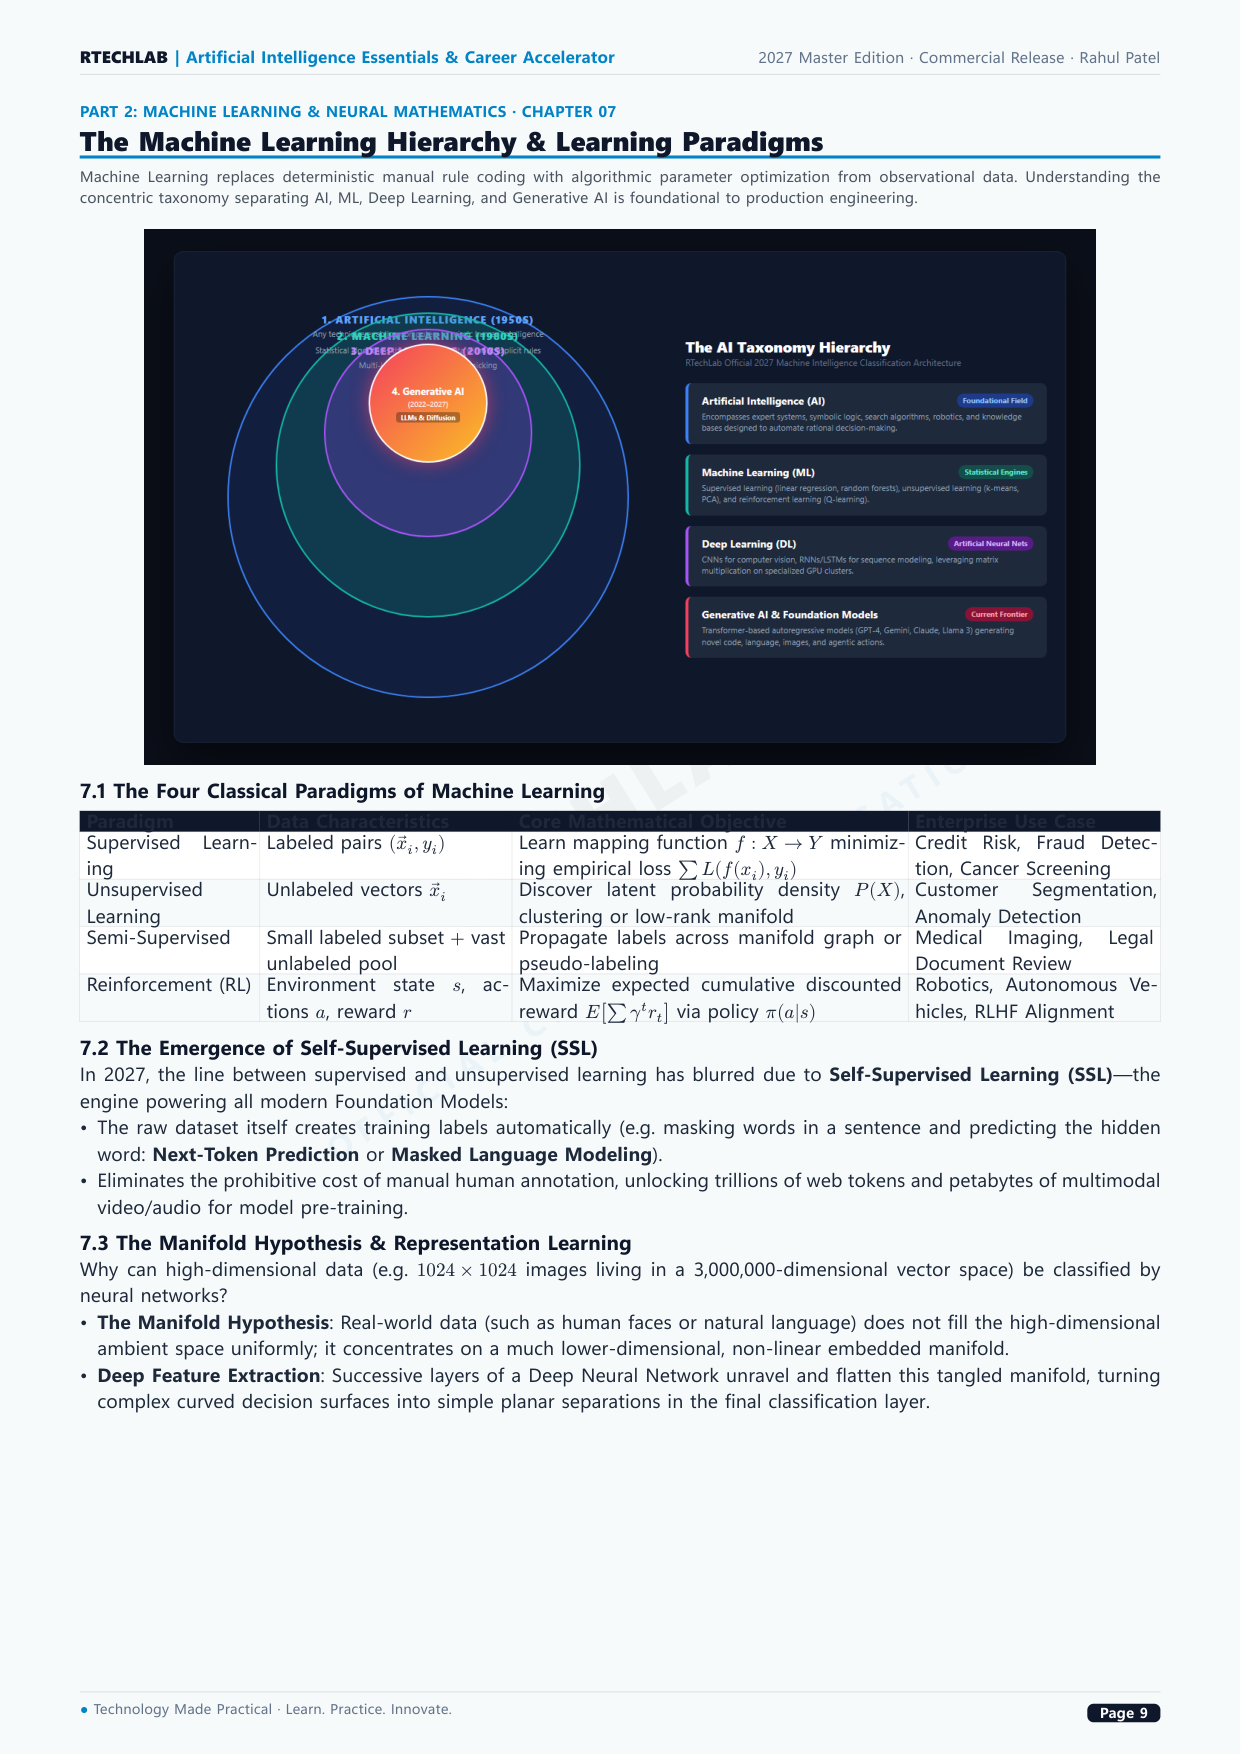 RTECHLAB | Artificial Intelligence Essentials & Career Accelerator
2027 Master Edition · Commercial Release · Rahul Patel
PART 2: MACHINE LEARNING & NEURAL MATHEMATICS · CHAPTER 07
The Machine Learning Hierarchy & Learning Paradigms
Machine Learning replaces deterministic manual rule coding with algorithmic parameter optimization from observational data. Understanding the
concentric taxonomy separating AI, ML, Deep Learning, and Generative AI is foundational to production engineering.
1. ARTIFICIAL INTELLIGENCE (1950S)
Any
2. MACHINE LEARNING (1980S)
Statistical
3. DEEP (2010S)
4. Generative AI
(2022–2027)
LLMs & Diffusion
The AI Taxonomy Hierarchy
RTechLab Official 2027 Machine Intelligence Classification Architecture
Artificial Intelligence (AI)
Foundational Field
Encompasses expert systems, symbolic logic, search algorithms, robotics, and knowledge
bases designed to automate rational decision-making.
Machine Learning (ML)
Statistical Engines
Supervised learning (linear regression, random forests), unsupervised learning (k-means,
PCA), and reinforcement learning (Q-learning).
Deep Learning (DL)
Artificial Neural Nets
CNNs for computer vision, RNNs/LSTMs for sequence modeling, leveraging matrix
multiplication on specialized GPU clusters.
Generative AI & Foundation Models
Current Frontier
Transformer-based autoregressive models (GPT-4, Gemini, Claude, Llama 3) generating
novel code, language, images, and agentic actions.
7.1 The Four Classical Paradigms of Machine Learning
Paradigm Data Characteristics Core Mathematical Objective Enterprise Use Case
Supervised Learn- Labeled pairs (x⃗ᵢ, yᵢ) Learn mapping function f : X → Y minimiz- Credit Risk, Fraud Detec-
ing ing empirical loss ∑ L(f(xᵢ), yᵢ) tion, Cancer Screening
Unsupervised Unlabeled vectors x⃗ᵢ Discover latent probability density P(X), Customer Segmentation,
Learning clustering or low-rank manifold Anomaly Detection
Semi-Supervised Small labeled subset + vast Propagate labels across manifold graph or Medical Imaging, Legal
unlabeled pool pseudo-labeling Document Review
Reinforcement (RL) Environment state s, ac- Maximize expected cumulative discounted Robotics, Autonomous Ve-
tions a, reward r reward E[∑ γᵗrₜ] via policy π(a|s) hicles, RLHF Alignment
7.2 The Emergence of Self-Supervised Learning (SSL)
In 2027, the line between supervised and unsupervised learning has blurred due to Self-Supervised Learning (SSL)—the
engine powering all modern Foundation Models:
• The raw dataset itself creates training labels automatically (e.g. masking words in a sentence and predicting the hidden
word: Next-Token Prediction or Masked Language Modeling).
• Eliminates the prohibitive cost of manual human annotation, unlocking trillions of web tokens and petabytes of multimodal
video/audio for model pre-training.
7.3 The Manifold Hypothesis & Representation Learning
Why can high-dimensional data (e.g. 1024 × 1024 images living in a 3,000,000-dimensional vector space) be classified by
neural networks?
• The Manifold Hypothesis: Real-world data (such as human faces or natural language) does not fill the high-dimensional
ambient space uniformly; it concentrates on a much lower-dimensional, non-linear embedded manifold.
• Deep Feature Extraction: Successive layers of a Deep Neural Network unravel and flatten this tangled manifold, turning
complex curved decision surfaces into simple planar separations in the final classification layer.
• Technology Made Practical · Learn. Practice. Innovate.
Page 9